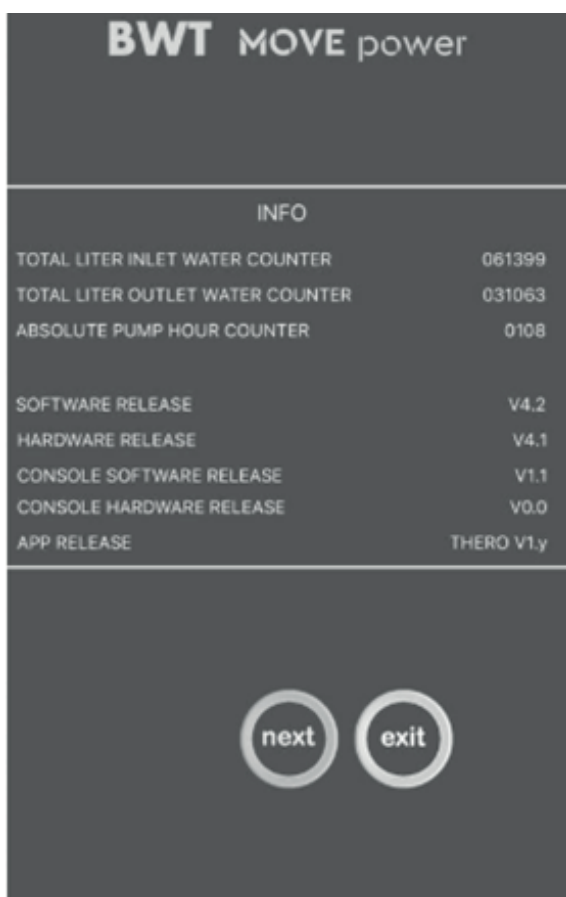 BWT MOVE power
INFO
TOTAL LITER INLET WATER COUNTER 061399
TOTAL LITER OUTLET WATER COUNTER 031063
ABSOLUTE PUMP HOUR COUNTER 0108
SOFTWARE RELEASE V4.2
HARDWARE RELEASE V4.1
CONSOLE SOFTWARE RELEASE V1.1
CONSOLE HARDWARE RELEASE V0.0
APP RELEASE THERO V1.y
next exit